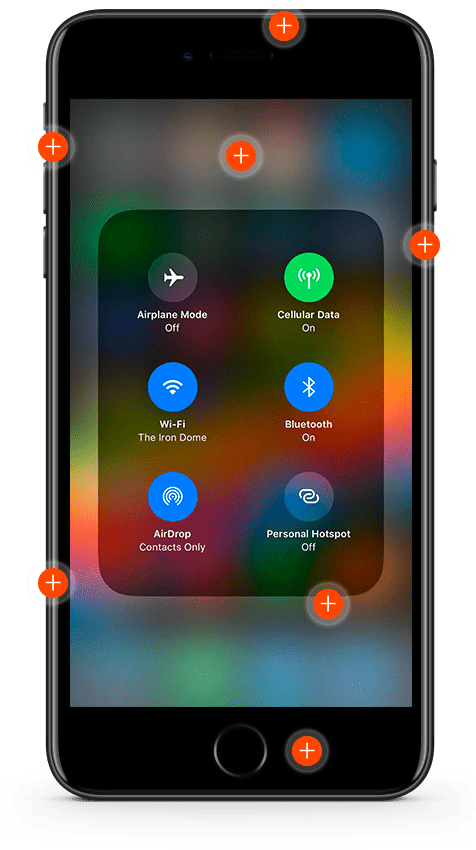 Airplane Mode
Off
Cellular Data
On
Wi-Fi
The Iron Dome
Bluetooth
On
AirDrop
Contacts Only
Personal Hotspot
Off